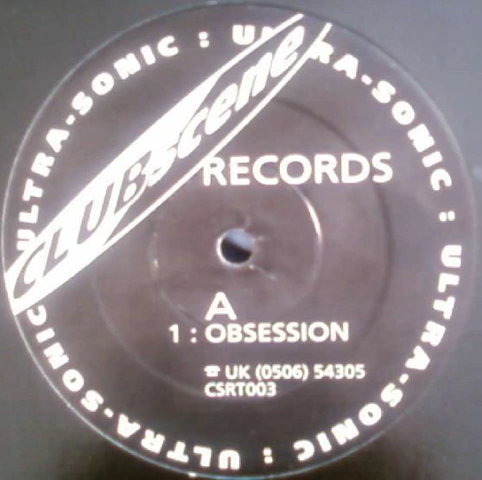 ULTRA-SONIC : ULTRA-SONIC : ULTRA-SONIC : ULTRA-SONIC :
CLUBscene
RECORDS
A
1 : OBSESSION
☎ UK (0506) 54305
CSRT003